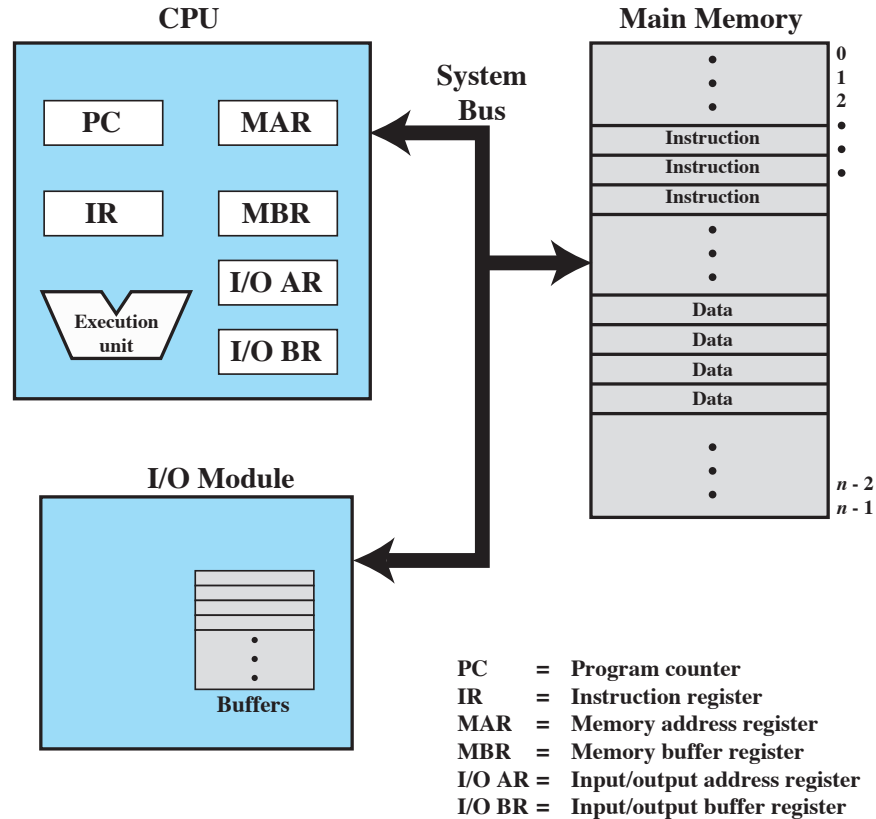 CPU
PC
MAR
IR
MBR
I/O AR
I/O BR
Execution
unit
System
Bus
Main Memory
0
1
2
Instruction
Instruction
Instruction
Data
Data
Data
Data
n - 2
n - 1
I/O Module
Buffers
PC = Program counter
IR = Instruction register
MAR = Memory address register
MBR = Memory buffer register
I/O AR = Input/output address register
I/O BR = Input/output buffer register